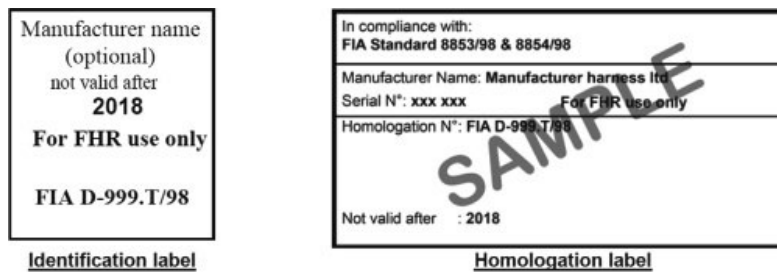 Manufacturer name
(optional)
not valid after
2018
For FHR use only
FIA D-999.T/98
Identification label
In compliance with:
FIA Standard 8853/98 & 8854/98
Manufacturer Name: Manufacturer harness ltd
Serial N°: xxx xxx For FHR use only
Homologation N°: FIA D-999.T/98
SAMPLE
Not valid after : 2018
Homologation label